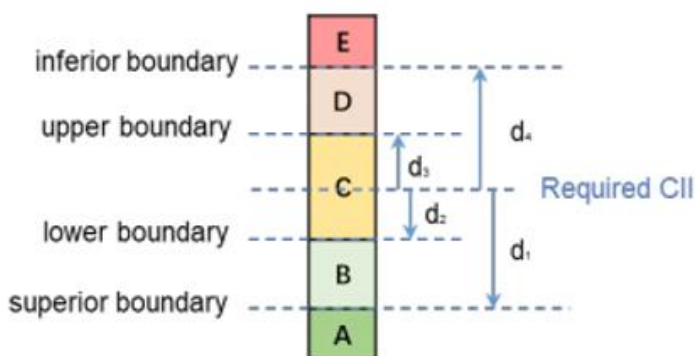 E
inferior boundary
D
upper boundary
d₄
d₃
C
Required CII
d₂
lower boundary
d₁
B
superior boundary
A